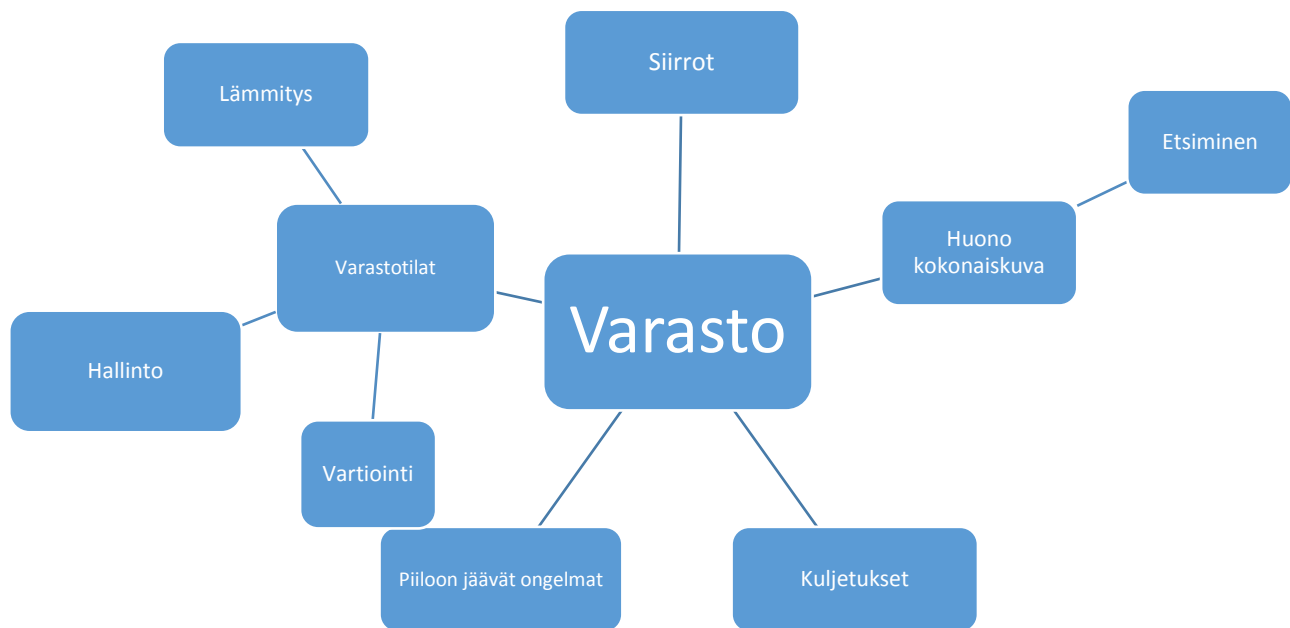 Siirrot
Lämmitys
Etsiminen
Huono
kokonaiskuva
Varastotilat
Varasto
Hallinto
Vartiointi
Piiloon jäävät ongelmat
Kuljetukset